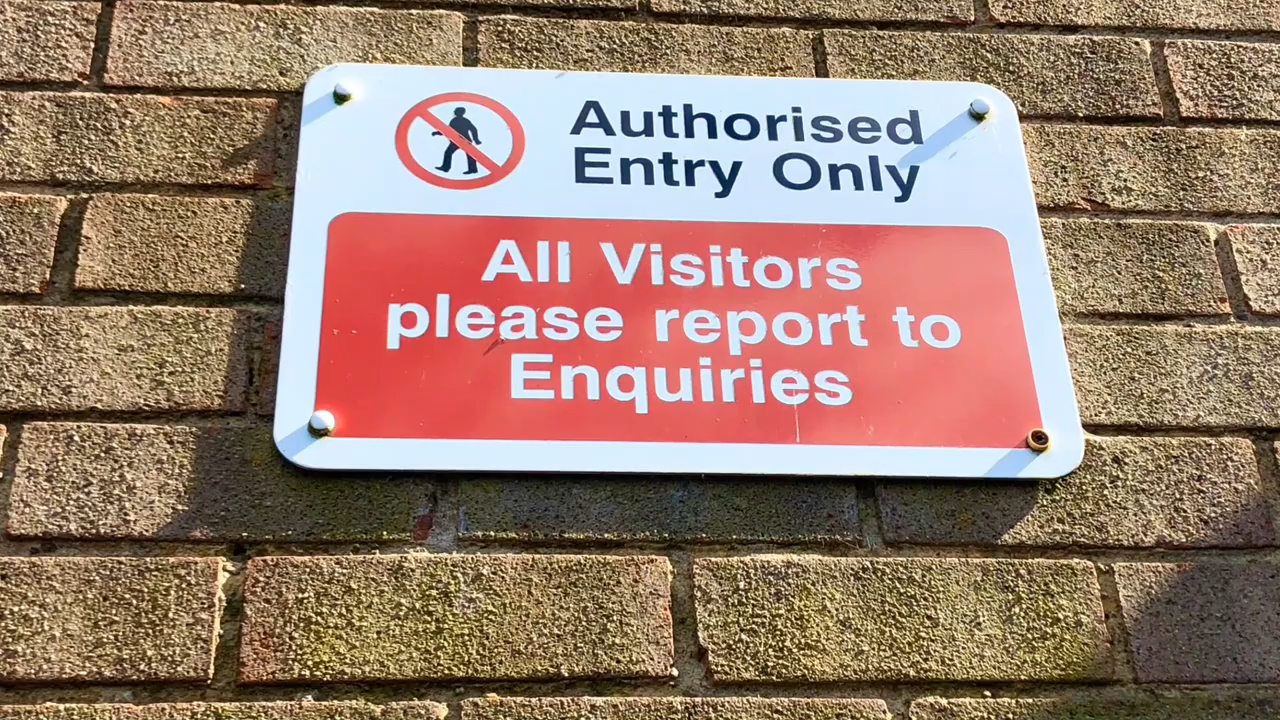 Authorised
Entry Only
All Visitors
please report to
Enquiries